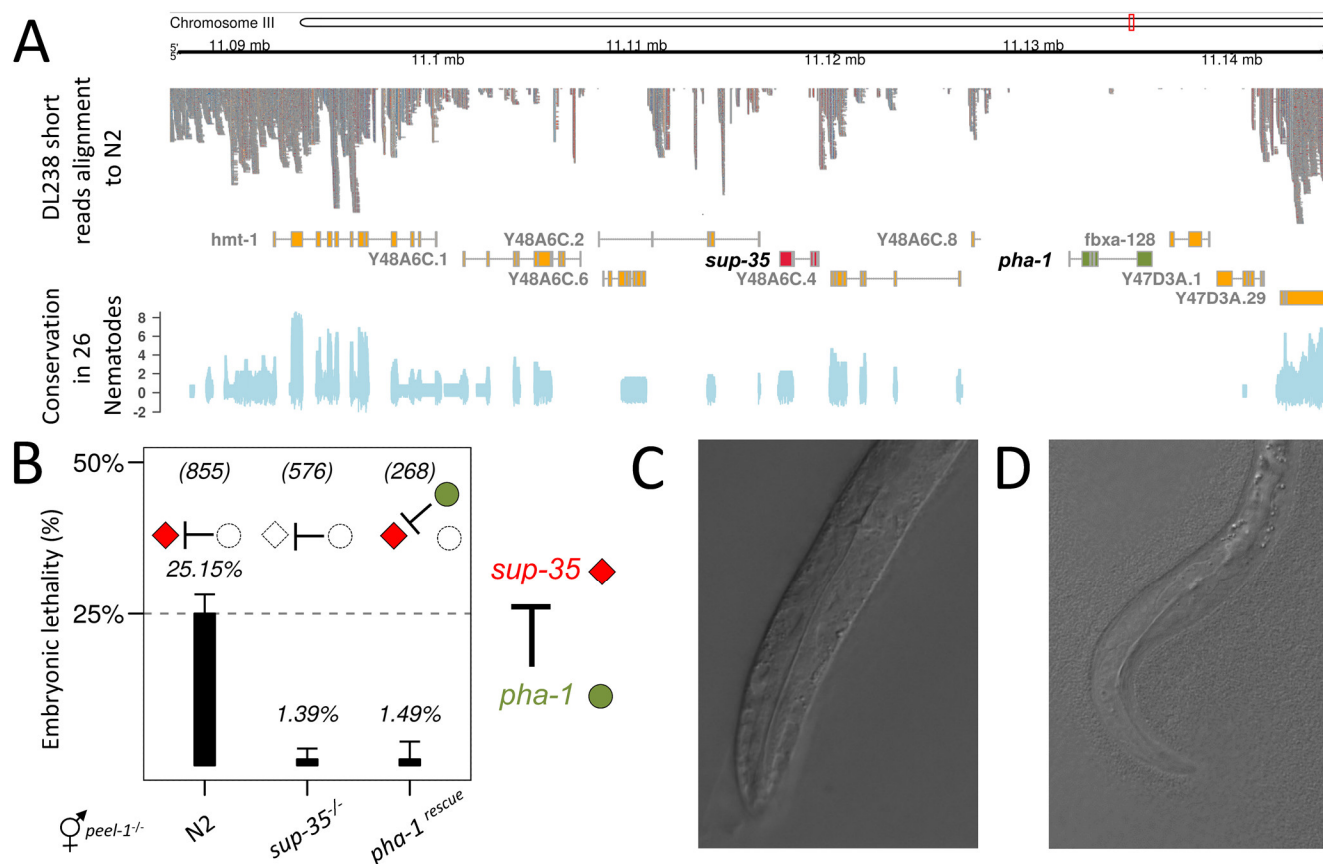 A
Chromosome III
5'
5'
11.09 mb
11.1 mb
11.11 mb
11.12 mb
11.13 mb
11.14 mb
DL238 short
reads alignment
to N2
hmt-1
Y48A6C.1
Y48A6C.2
Y48A6C.6
sup-35
Y48A6C.4
Y48A6C.8
pha-1
fbxa-128
Y47D3A.1
Y47D3A.29
Conservation
in 26
Nematodes
8
6
4
2
0
-2
B
Embryonic lethality (%)
50%
25%
(855)
(576)
(268)
25.15%
1.39%
1.49%
⚥ peel-1-/-
N2
sup-35-/-
pha-1 rescue
sup-35
pha-1
C
D